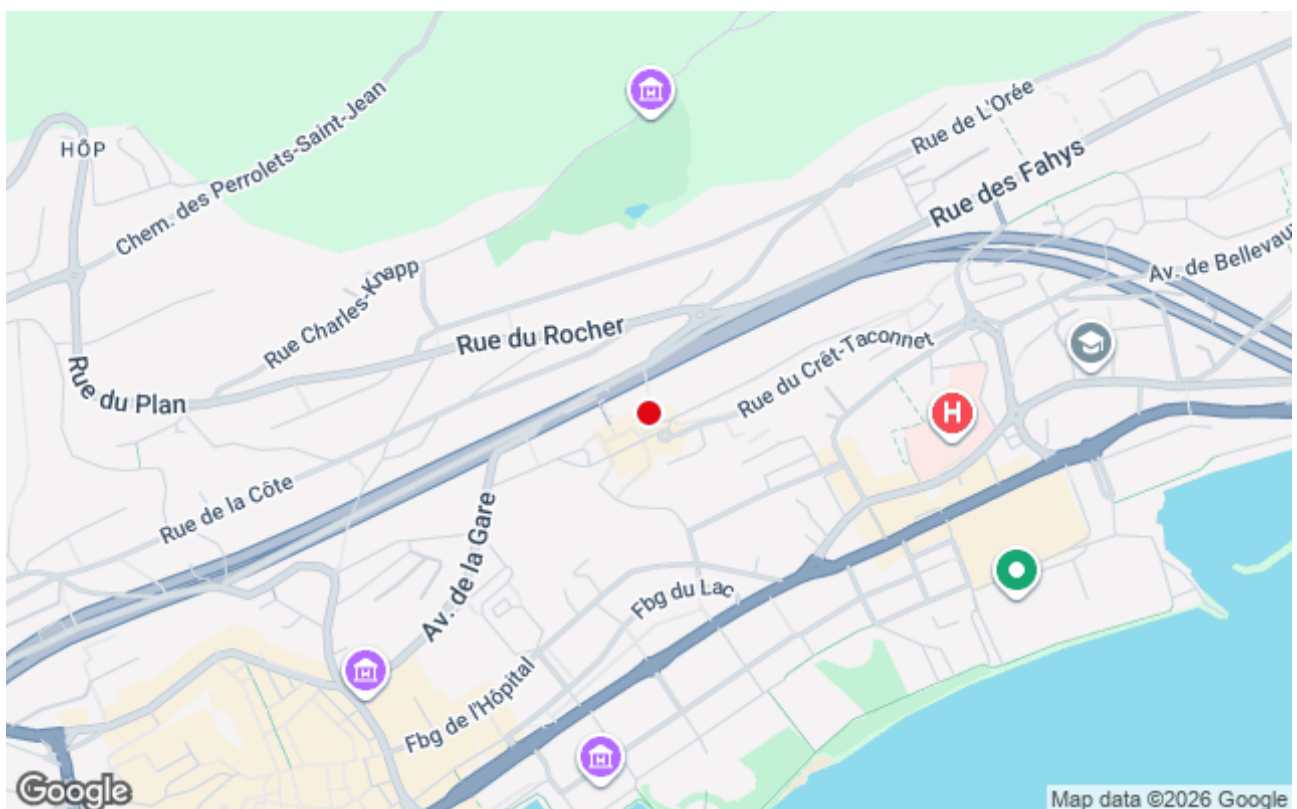 Rue de L'Orée
HÔP
Rue des Fahys
Chem. des Perrolets-Saint-Jean
Av. de Bellevaux
Rue Charles-Knapp
Rue du Rocher
Rue du Crêt-Taconnet
Rue du Plan
H
Rue de la Côte
Av. de la Gare
Fbg du Lac
Fbg de l'Hôpital
Google
Map data ©2026 Google